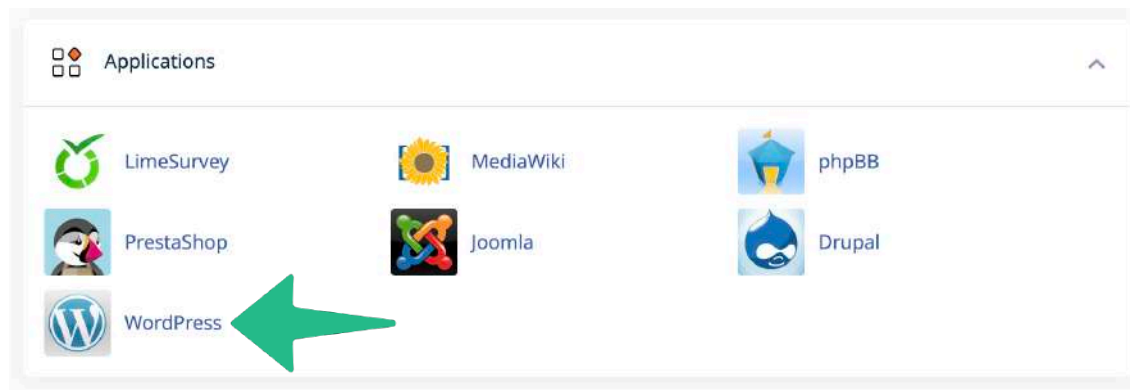 Applications
LimeSurvey MediaWiki phpBB
PrestaShop Joomla Drupal
WordPress